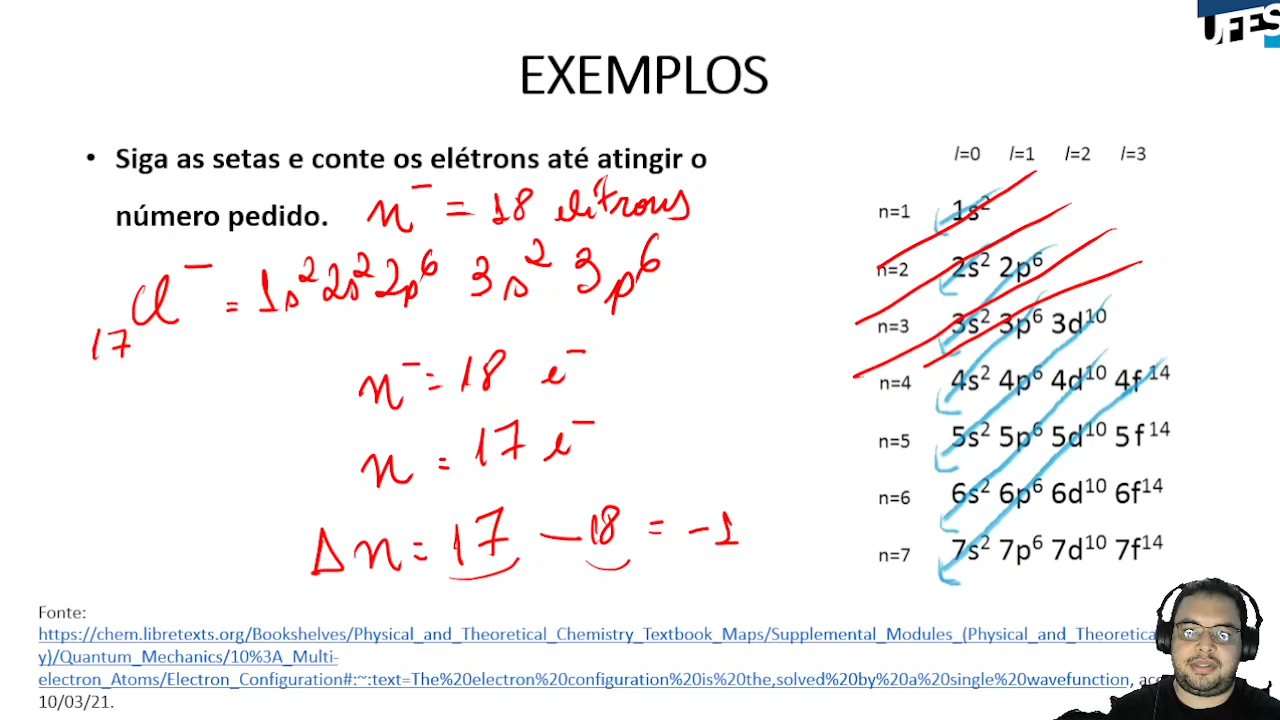 UFES
EXEMPLOS
• Siga as setas e conte os elétrons até atingir o
número pedido. n⁻ = 18 elétrons
₁₇Cl⁻ = 1s² 2s² 2p⁶ 3s² 3p⁶
n⁻ = 18 e⁻
n = 17 e⁻
Δn = 17 − 18 = −1
l=0 l=1 l=2 l=3
n=1 1s²
n=2 2s² 2p⁶
n=3 3s² 3p⁶ 3d¹⁰
n=4 4s² 4p⁶ 4d¹⁰ 4f¹⁴
n=5 5s² 5p⁶ 5d¹⁰ 5f¹⁴
n=6 6s² 6p⁶ 6d¹⁰ 6f¹⁴
n=7 7s² 7p⁶ 7d¹⁰ 7f¹⁴
Fonte:
https://chem.libretexts.org/Bookshelves/Physical_and_Theoretical_Chemistry_Textbook_Maps/Supplemental_Modules_(Physical_and_Theoretica
y)/Quantum_Mechanics/10%3A_Multi-
electron_Atoms/Electron_Configuration#:~:text=The%20electron%20configuration%20is%20the,solved%20by%20a%20single%20wavefunction, ac
10/03/21.